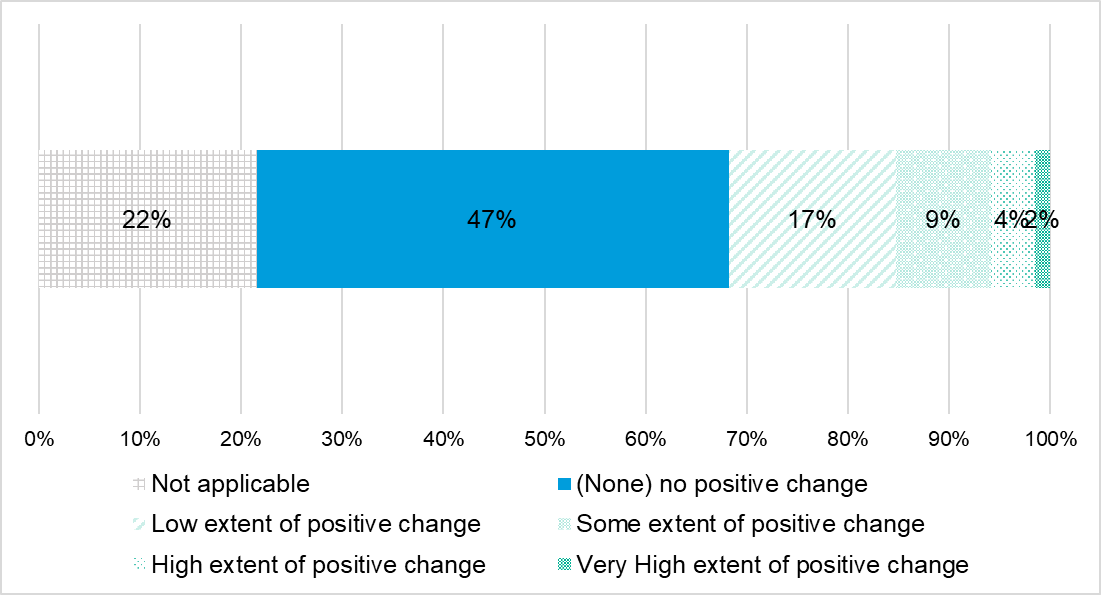 22% 47% 17% 9% 4% 2%
0% 10% 20% 30% 40% 50% 60% 70% 80% 90% 100%
Not applicable (None) no positive change
Low extent of positive change Some extent of positive change
High extent of positive change Very High extent of positive change